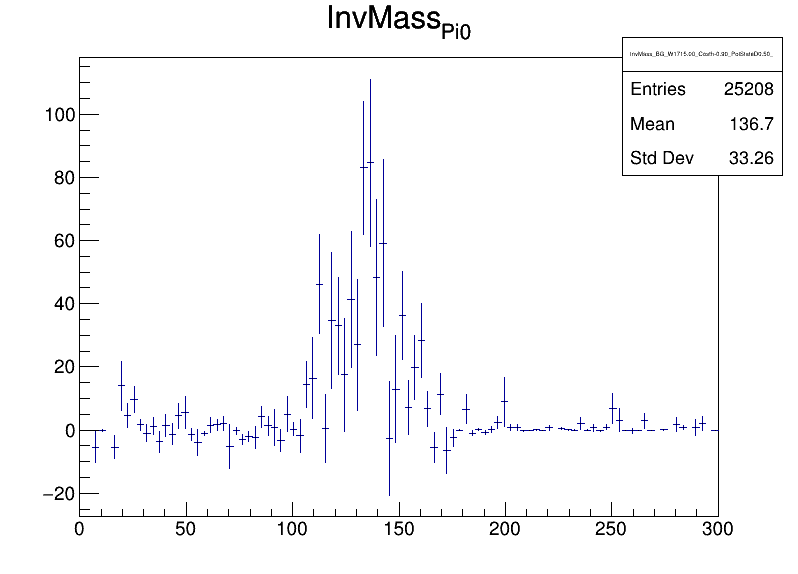 InvMass_Pi0
InvMass_BG_W1715.00_Costh-0.90_PolStateD0.50_
Entries 25208
Mean 136.7
Std Dev 33.26
100
80
60
40
20
0
−20
0 50 100 150 200 250 300